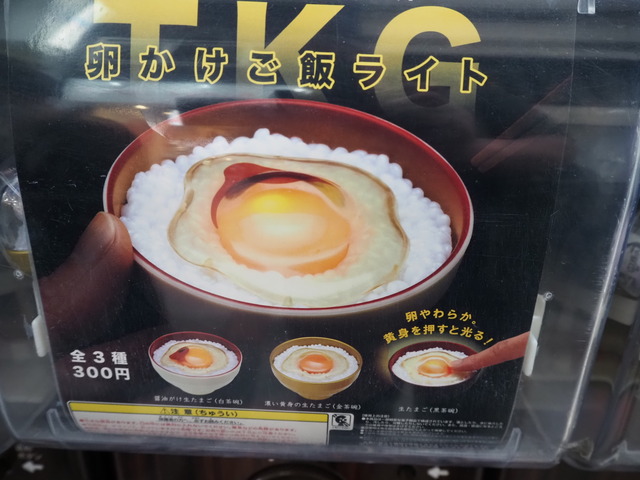 TKG
卵かけご飯ライト
卵やわらか。
黄身を押すと光る!
全3種
300円
醤油がけ生たまご(白茶碗)
濃い黄身の生たまご(金茶碗)
生たまご(黒茶碗)
⚠注意(ちゅうい)